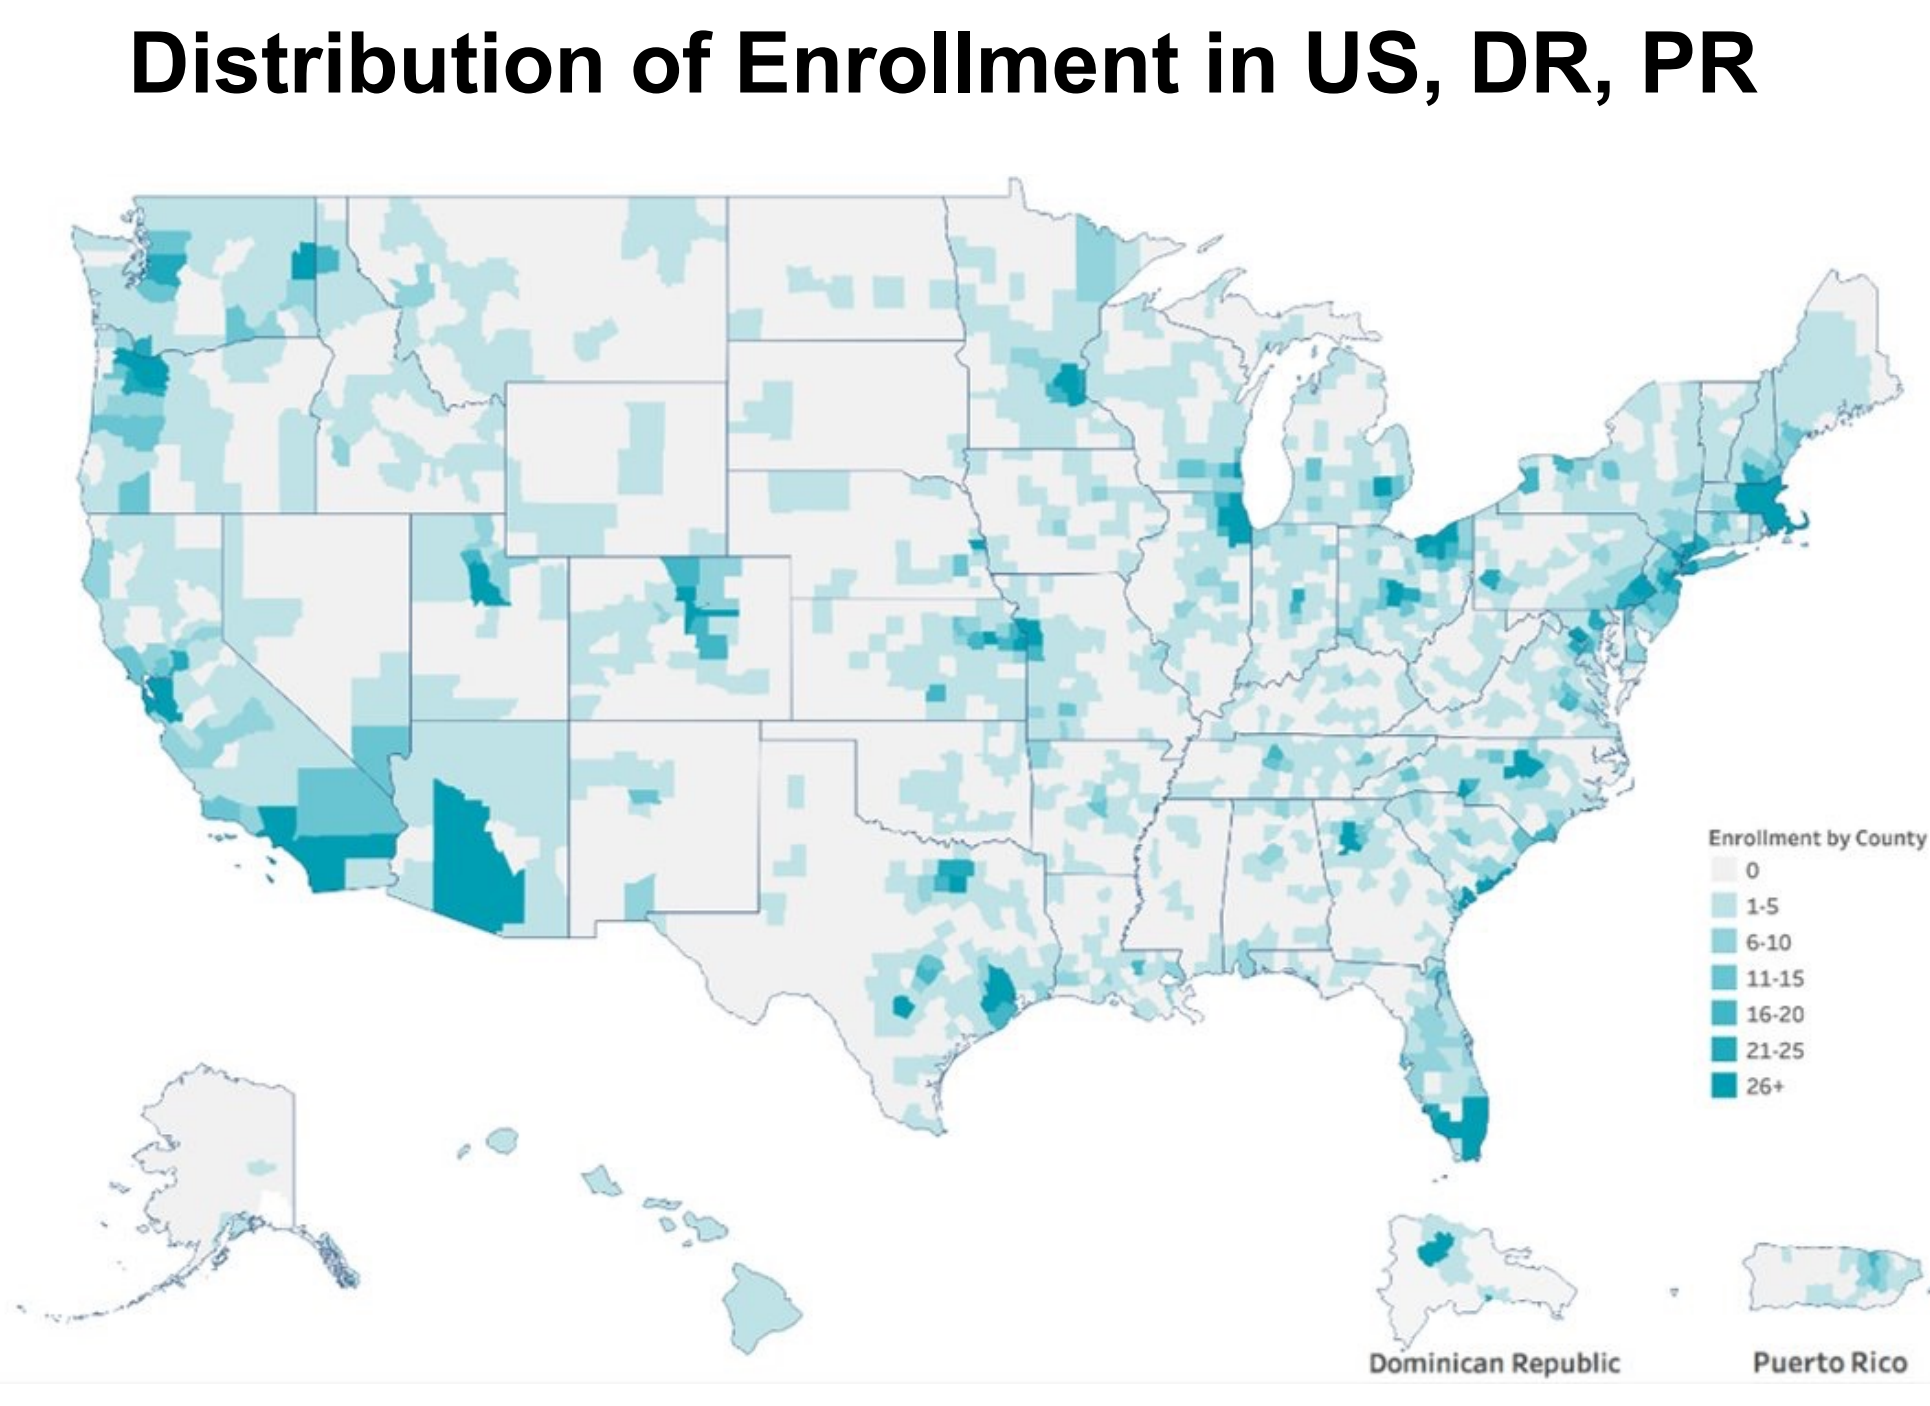 Distribution of Enrollment in US, DR, PR
Enrollment by County
0
1-5
6-10
11-15
16-20
21-25
26+
Dominican Republic
Puerto Rico